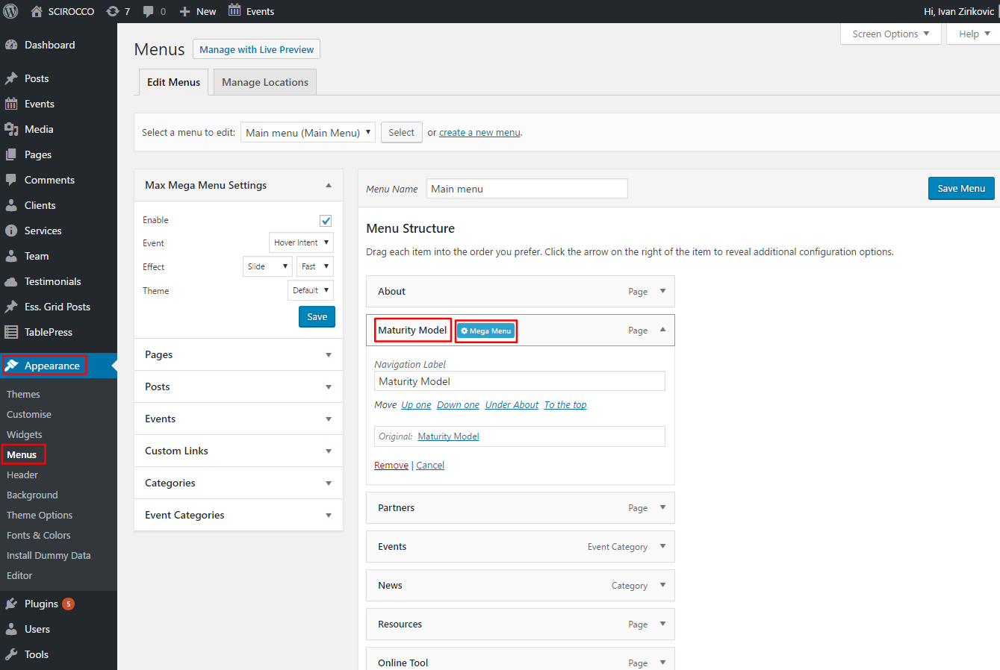 SCIROCCO 7 0 New Events Hi, Ivan Zirikovic
Dashboard
Posts
Events
Media
Pages
Comments
Clients
Services
Team
Testimonials
Ess. Grid Posts
TablePress
Appearance
Themes
Customise
Widgets
Menus
Header
Background
Theme Options
Fonts & Colors
Install Dummy Data
Editor
Plugins 5
Users
Tools
Screen Options Help
Menus Manage with Live Preview
Edit Menus Manage Locations
Select a menu to edit: Main menu (Main Menu) Select or create a new menu.
Max Mega Menu Settings
Enable
Event Hover Intent
Effect Slide Fast
Theme Default
Save
Pages
Posts
Events
Custom Links
Categories
Event Categories
Menu Name Main menu Save Menu
Menu Structure
Drag each item into the order you prefer. Click the arrow on the right of the item to reveal additional configuration options.
About Page
Maturity Model Mega Menu Page
Navigation Label
Maturity Model
Move Up one Down one Under About To the top
Original: Maturity Model
Remove | Cancel
Partners Page
Events Event Category
News Category
Resources Page
Online Tool Page